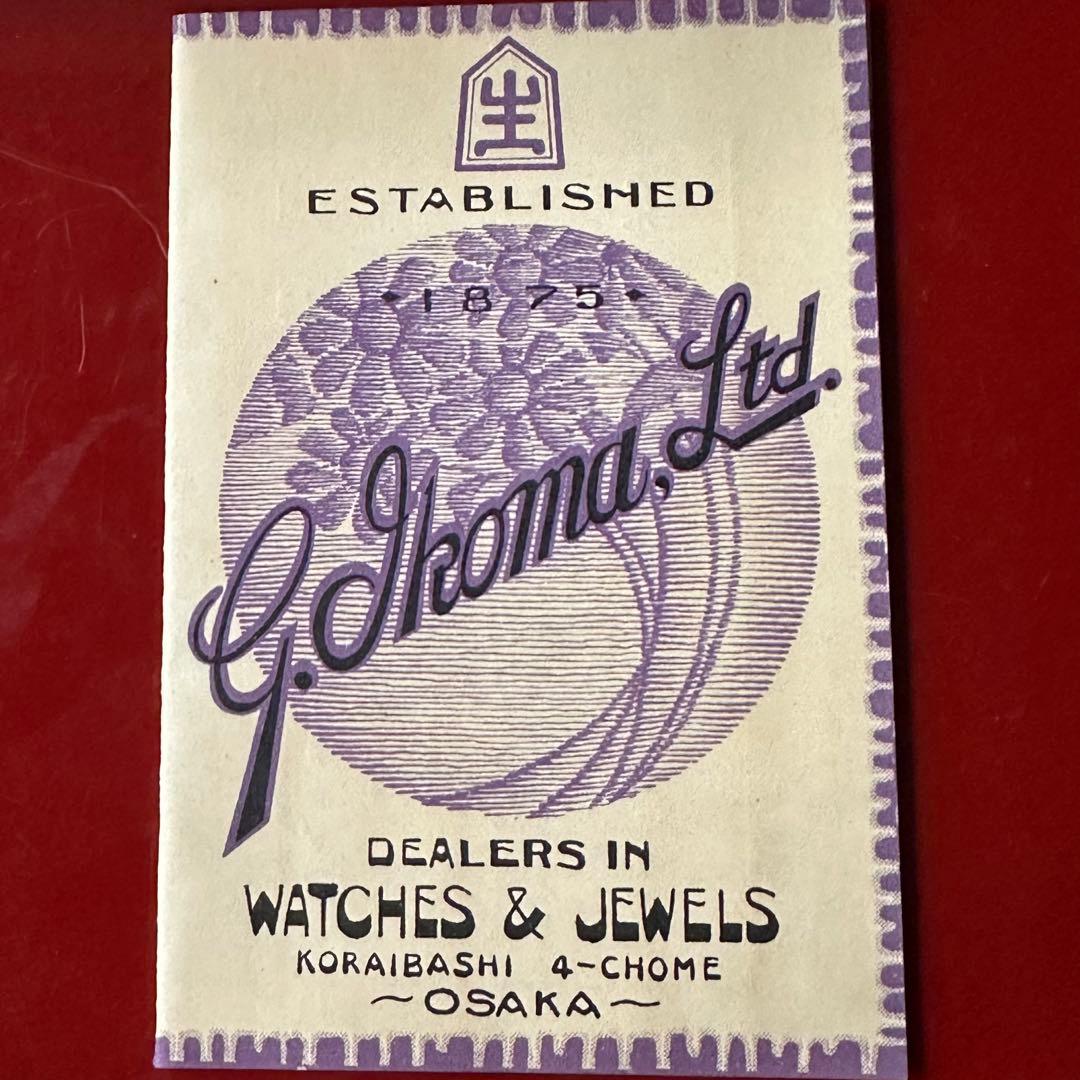 生
ESTABLISHED
·1875·
G. Ikoma, Ltd.
DEALERS IN
WATCHES & JEWELS
KORAIBASHI 4-CHOME
~OSAKA~